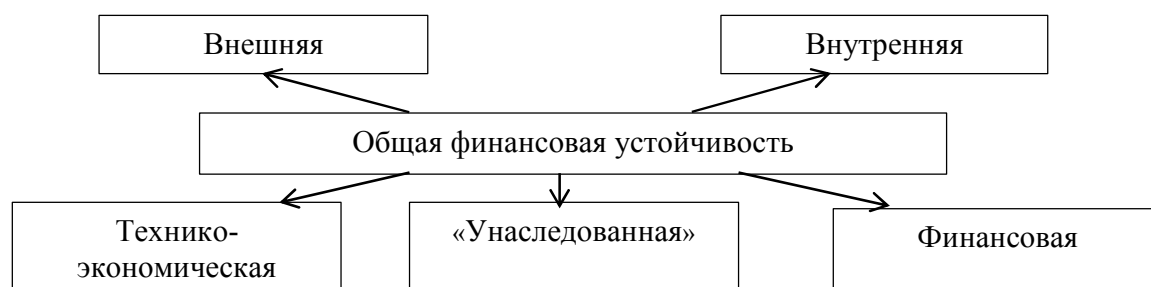 Внешняя
Внутренняя
Общая финансовая устойчивость
Технико-
экономическая
«Унаследованная»
Финансовая